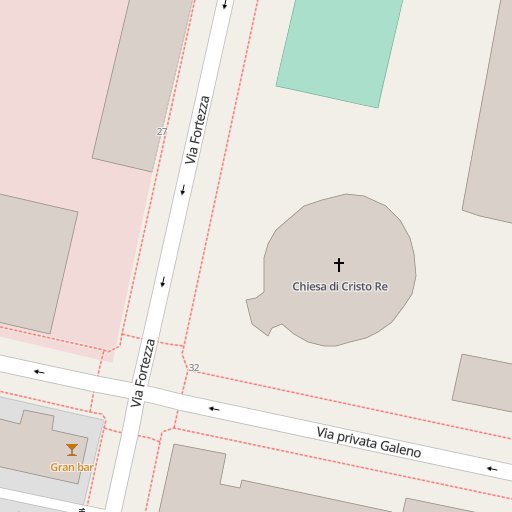 27
Via Fortezza
Chiesa di Cristo Re
Via Fortezza
32
Via privata Galeno
Gran bar